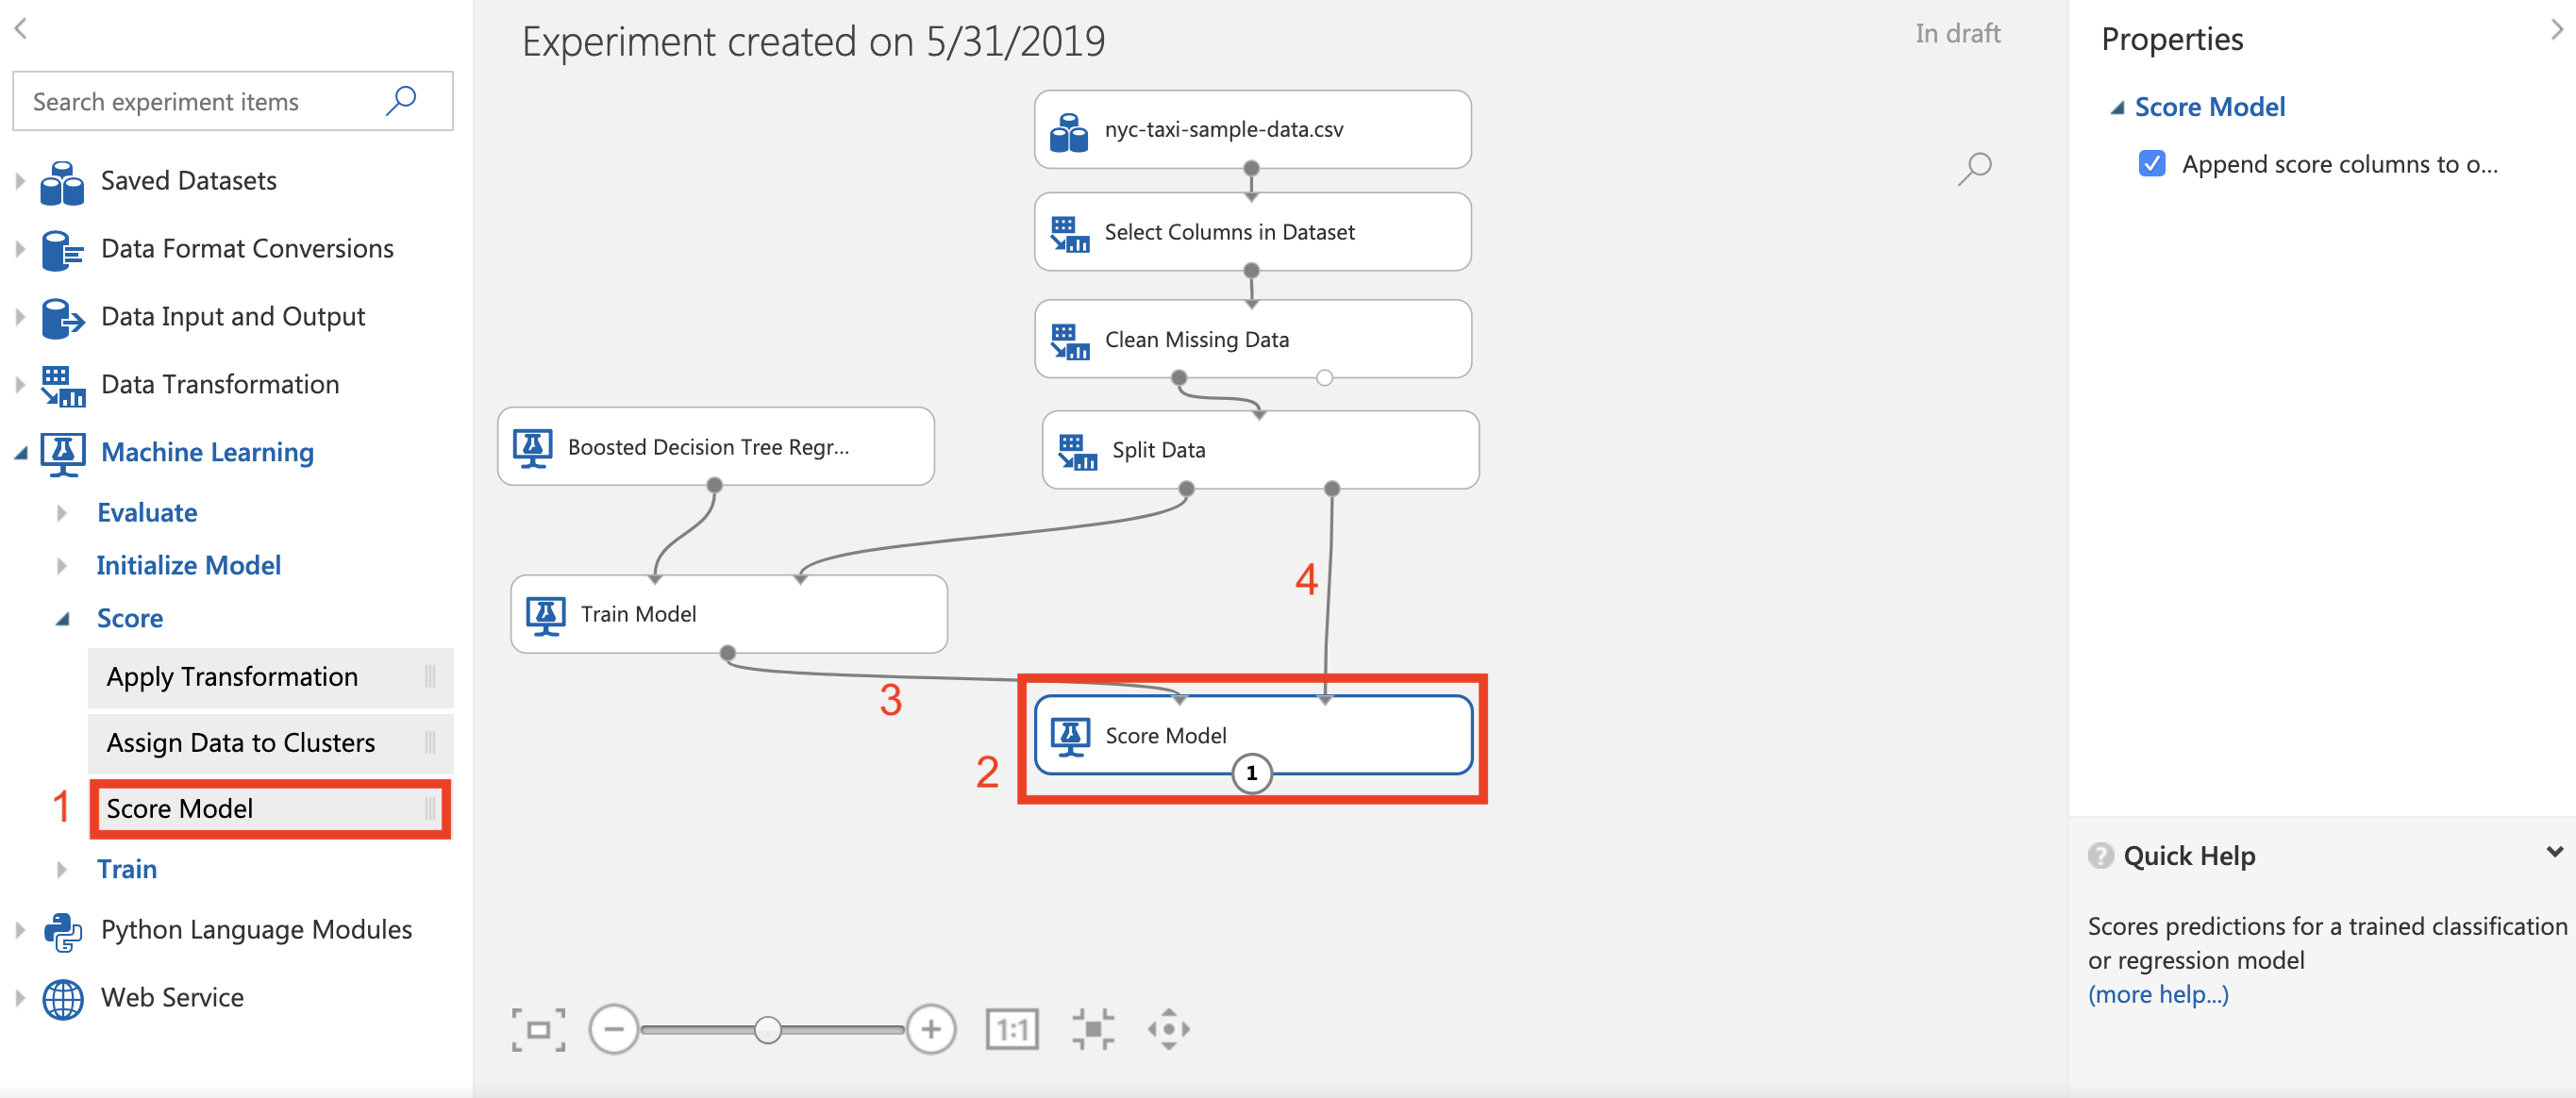 Search experiment items
Saved Datasets
Data Format Conversions
Data Input and Output
Data Transformation
Machine Learning
Evaluate
Initialize Model
Score
Apply Transformation
Assign Data to Clusters
1
Score Model
Train
Python Language Modules
Web Service
Experiment created on 5/31/2019
In draft
nyc-taxi-sample-data.csv
Select Columns in Dataset
Clean Missing Data
Boosted Decision Tree Regr...
Split Data
4
Train Model
3
2
Score Model
1
1:1
Properties
Score Model
Append score columns to o...
? Quick Help
Scores predictions for a trained classification
or regression model
(more help...)